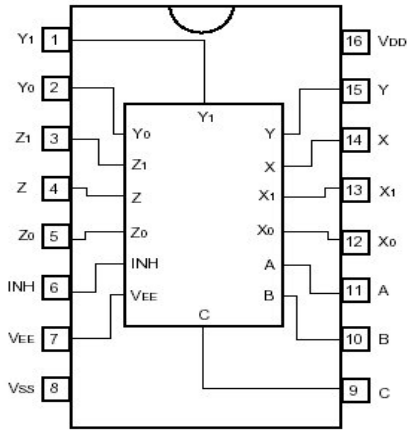 Y1 1 16 VDD
Y0 2 15 Y
Z1 3 14 X
Z 4 13 X1
Z0 5 12 X0
INH 6 11 A
VEE 7 10 B
VSS 8 9 C
Y1
Y0 Y
Z1 X
Z X1
Z0 X0
INH A
VEE B
C